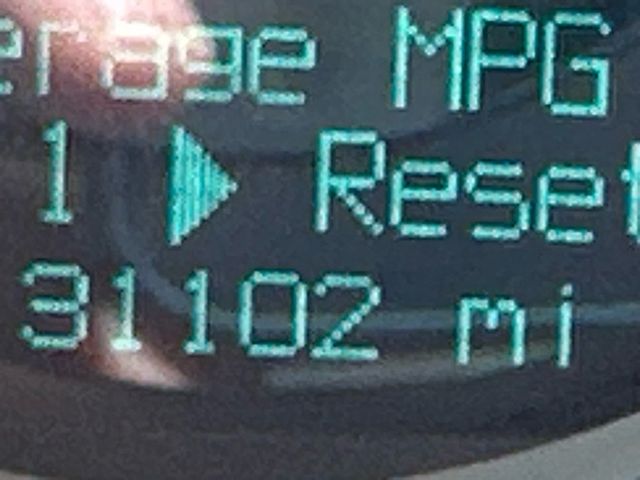 erage MPG
1 ▶ Reset
31102 mi